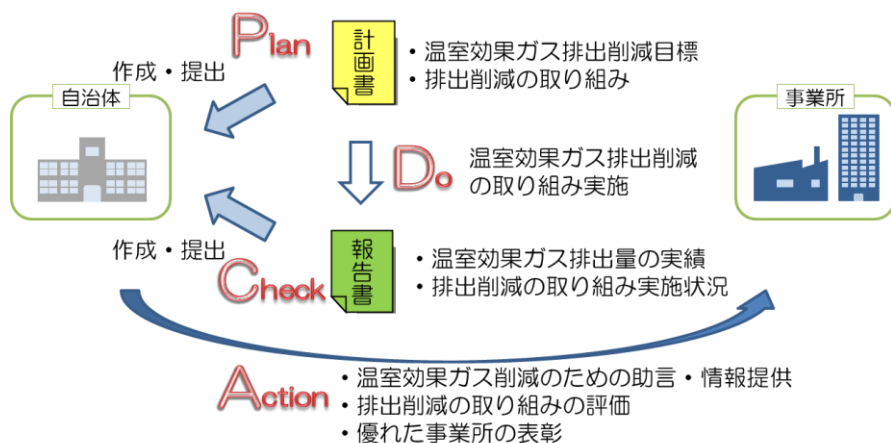 Plan
計画書
・温室効果ガス排出削減目標
・排出削減の取り組み
作成・提出
自治体
事業所
Do
温室効果ガス排出削減
の取り組み実施
作成・提出
Check
報告書
・温室効果ガス排出量の実績
・排出削減の取り組み実施状況
Action
・温室効果ガス削減のための助言・情報提供
・排出削減の取り組みの評価
・優れた事業所の表彰